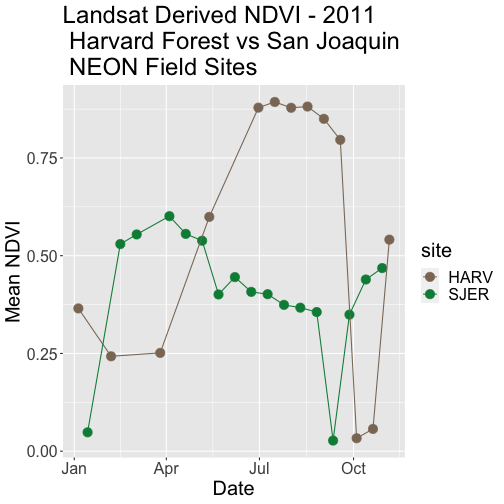 Landsat Derived NDVI - 2011
Harvard Forest vs San Joaquin
NEON Field Sites
0.75
0.50
0.25
0.00
Mean NDVI
Jan Apr Jul Oct
Date
site
HARV
SJER